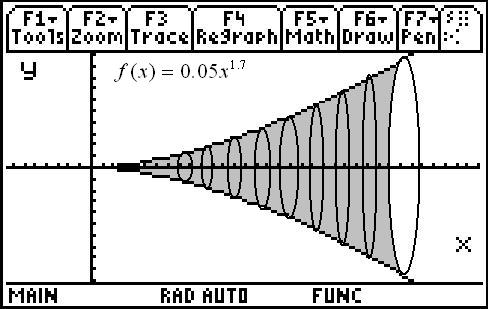 F1 F2 F3 F4 F5 F6 F7
Tools Zoom Trace ReGraph Math Draw Pen
y
f(x) = 0.05x^1.7
x
MAIN RAD AUTO FUNC